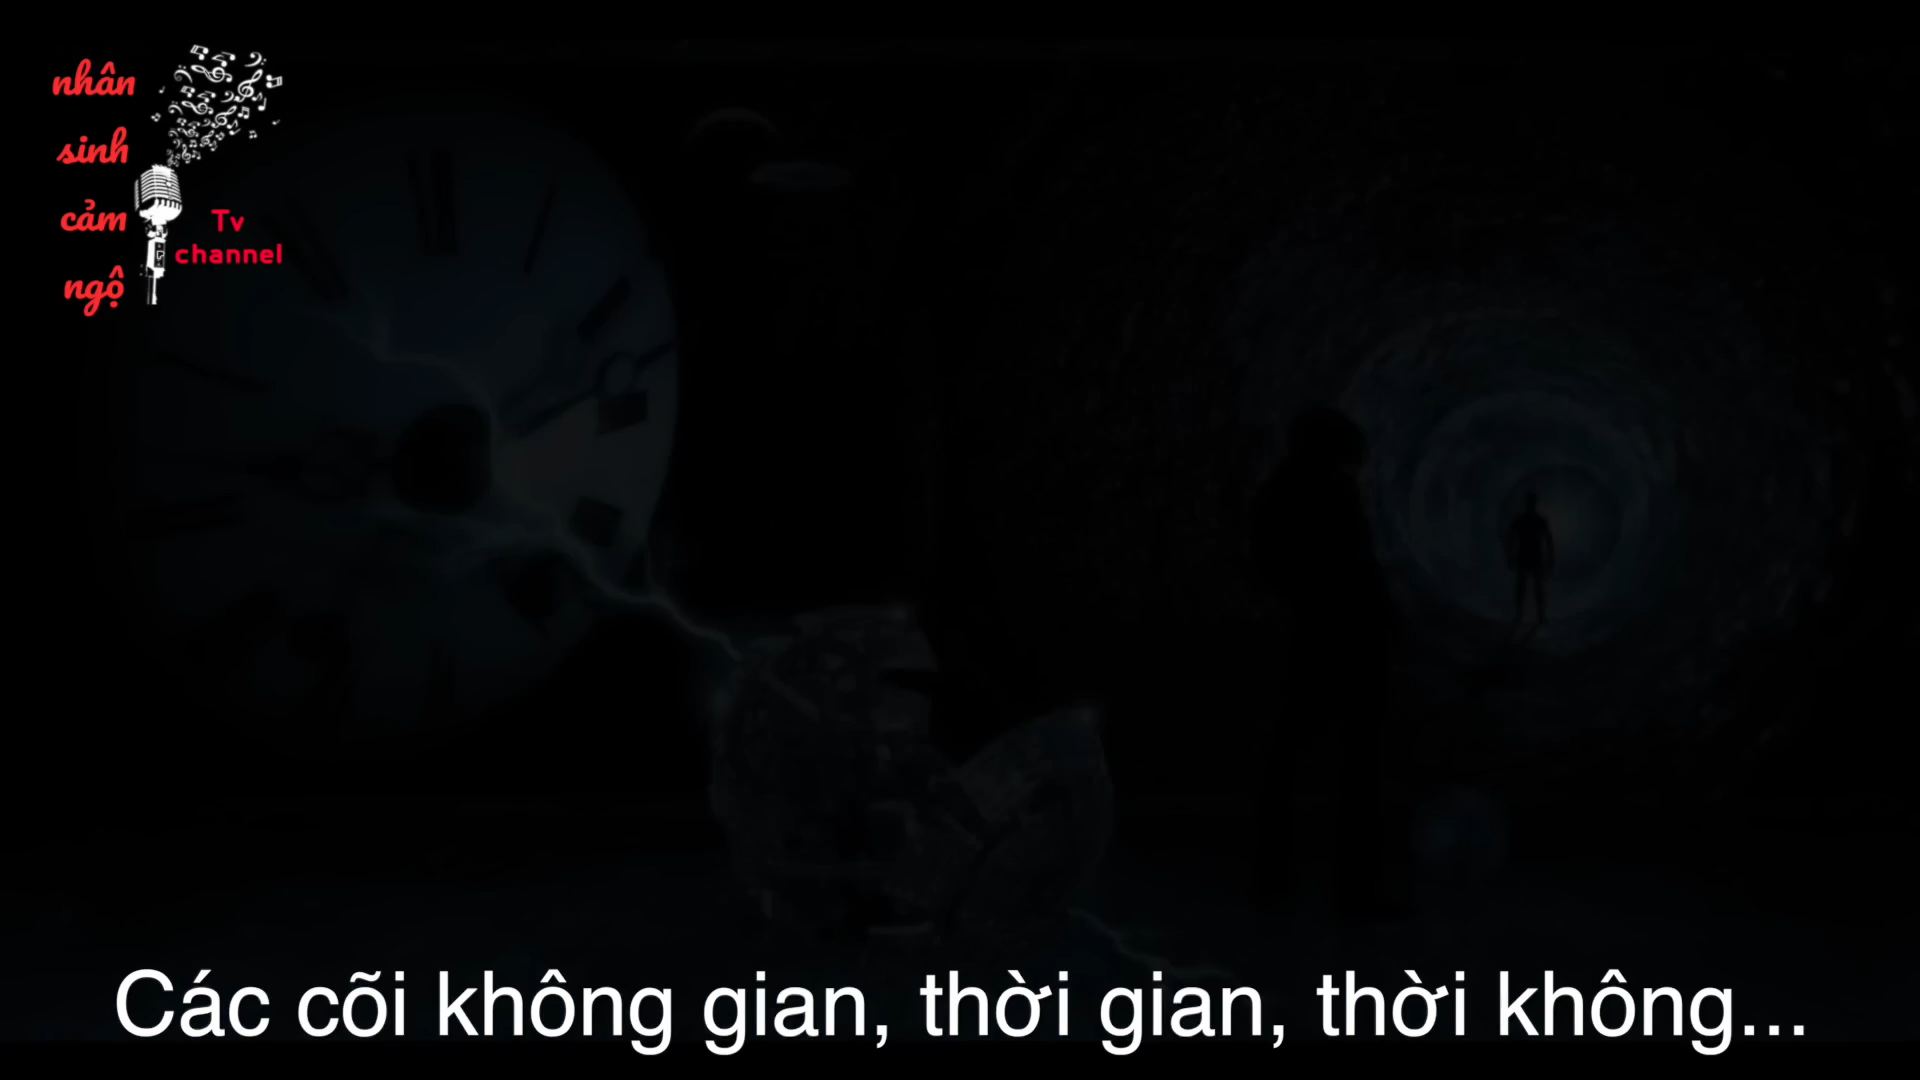 nhân
sinh
cảm
ngộ
Tv
channel
Các cõi không gian, thời gian, thời không...